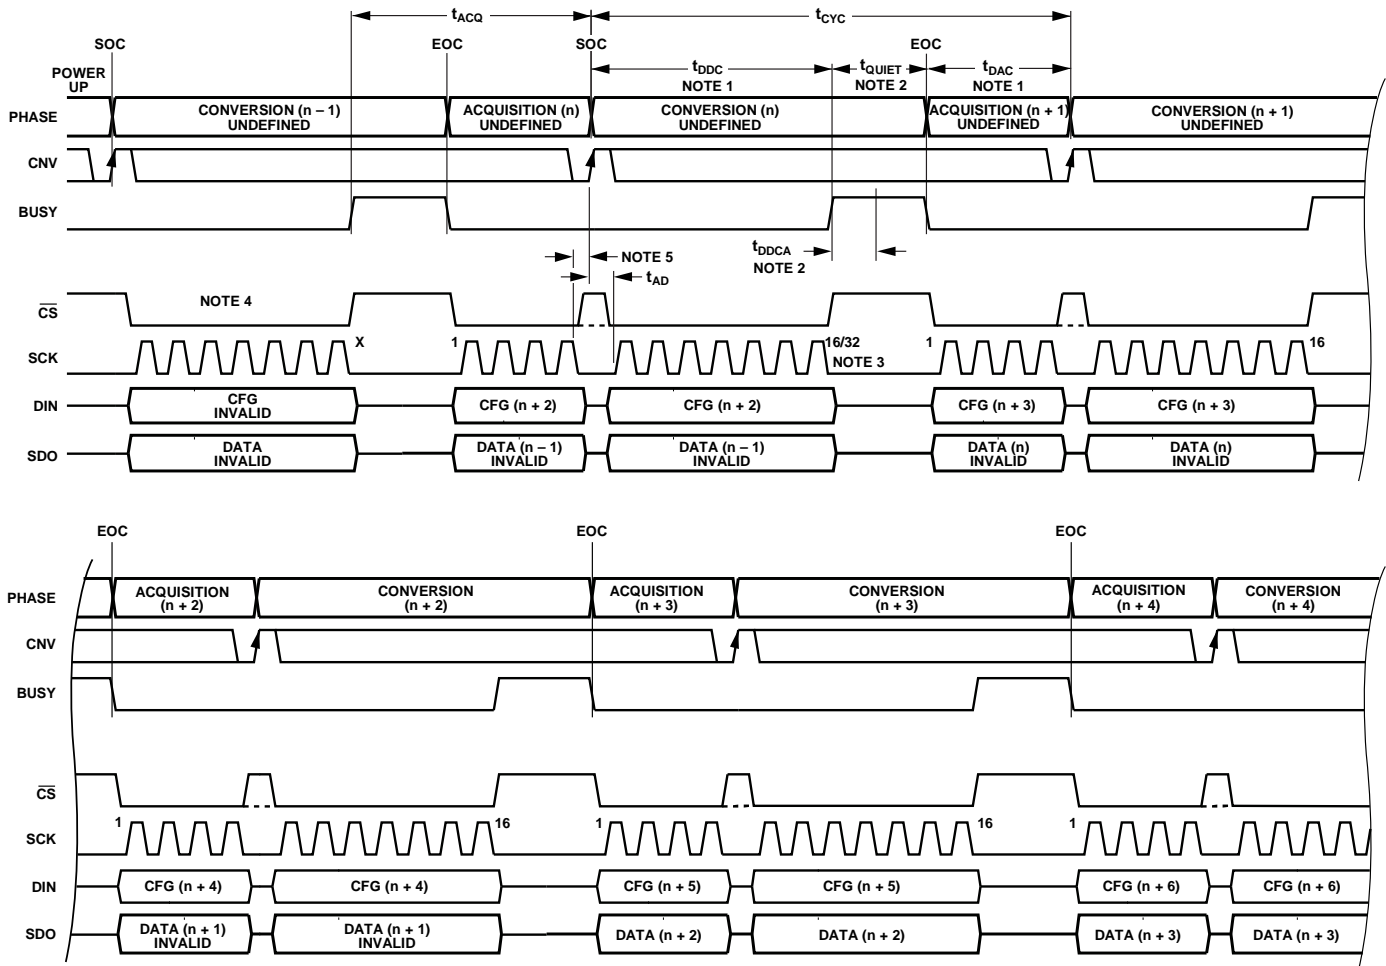 tACQ
tCYC
SOC
EOC
SOC
EOC
tDDC
NOTE 1
tQUIET
NOTE 2
tDAC
NOTE 1
POWER
UP
PHASE
CONVERSION (n – 1)
UNDEFINED
ACQUISITION (n)
UNDEFINED
CONVERSION (n)
UNDEFINED
ACQUISITION (n + 1)
UNDEFINED
CONVERSION (n + 1)
UNDEFINED
CNV
BUSY
NOTE 5
tAD
tDDCA
NOTE 2
CS
NOTE 4
SCK
X
1
16/32
NOTE 3
1
16
DIN
CFG
INVALID
CFG (n + 2)
CFG (n + 2)
CFG (n + 3)
CFG (n + 3)
SDO
DATA
INVALID
DATA (n – 1)
INVALID
DATA (n – 1)
INVALID
DATA (n)
INVALID
DATA (n)
INVALID
EOC
EOC
EOC
PHASE
ACQUISITION
(n + 2)
CONVERSION
(n + 2)
ACQUISITION
(n + 3)
CONVERSION
(n + 3)
ACQUISITION
(n + 4)
CONVERSION
(n + 4)
CNV
BUSY
CS
SCK
1
16
1
16
1
DIN
CFG (n + 4)
CFG (n + 4)
CFG (n + 5)
CFG (n + 5)
CFG (n + 6)
CFG (n + 6)
SDO
DATA (n + 1)
INVALID
DATA (n + 1)
INVALID
DATA (n + 2)
DATA (n + 2)
DATA (n + 3)
DATA (n + 3)